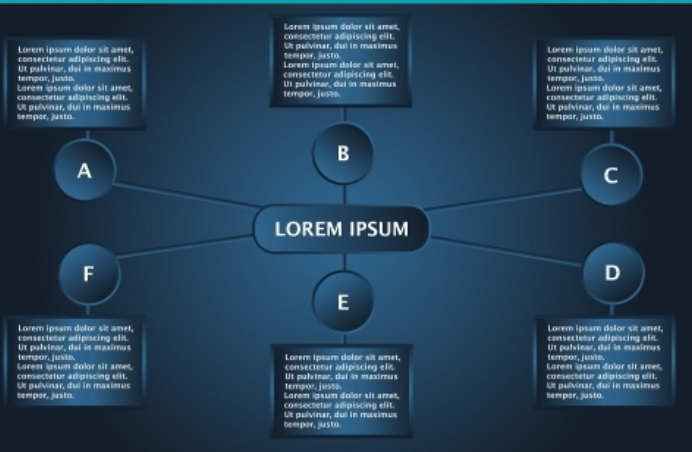 Lorem ipsum dolor sit amet,
consectetur adipiscing elit.
Ut pulvinar, dui in maximus
tempor, justo.
Lorem ipsum dolor sit amet,
consectetur adipiscing elit.
Ut pulvinar, dui in maximus
tempor, justo.
A
Lorem ipsum dolor sit amet,
consectetur adipiscing elit.
Ut pulvinar, dui in maximus
tempor, justo.
Lorem ipsum dolor sit amet,
consectetur adipiscing elit.
Ut pulvinar, dui in maximus
tempor, justo.
B
Lorem ipsum dolor sit amet,
consectetur adipiscing elit.
Ut pulvinar, dui in maximus
tempor, justo.
Lorem ipsum dolor sit amet,
consectetur adipiscing elit.
Ut pulvinar, dui in maximus
tempor, justo.
C
LOREM IPSUM
F
Lorem ipsum dolor sit amet,
consectetur adipiscing elit.
Ut pulvinar, dui in maximus
tempor, justo.
Lorem ipsum dolor sit amet,
consectetur adipiscing elit.
Ut pulvinar, dui in maximus
tempor, justo.
E
Lorem ipsum dolor sit amet,
consectetur adipiscing elit.
Ut pulvinar, dui in maximus
tempor, justo.
Lorem ipsum dolor sit amet,
consectetur adipiscing elit.
Ut pulvinar, dui in maximus
tempor, justo.
D
Lorem ipsum dolor sit amet,
consectetur adipiscing elit.
Ut pulvinar, dui in maximus
tempor, justo.
Lorem ipsum dolor sit amet,
consectetur adipiscing elit.
Ut pulvinar, dui in maximus
tempor, justo.